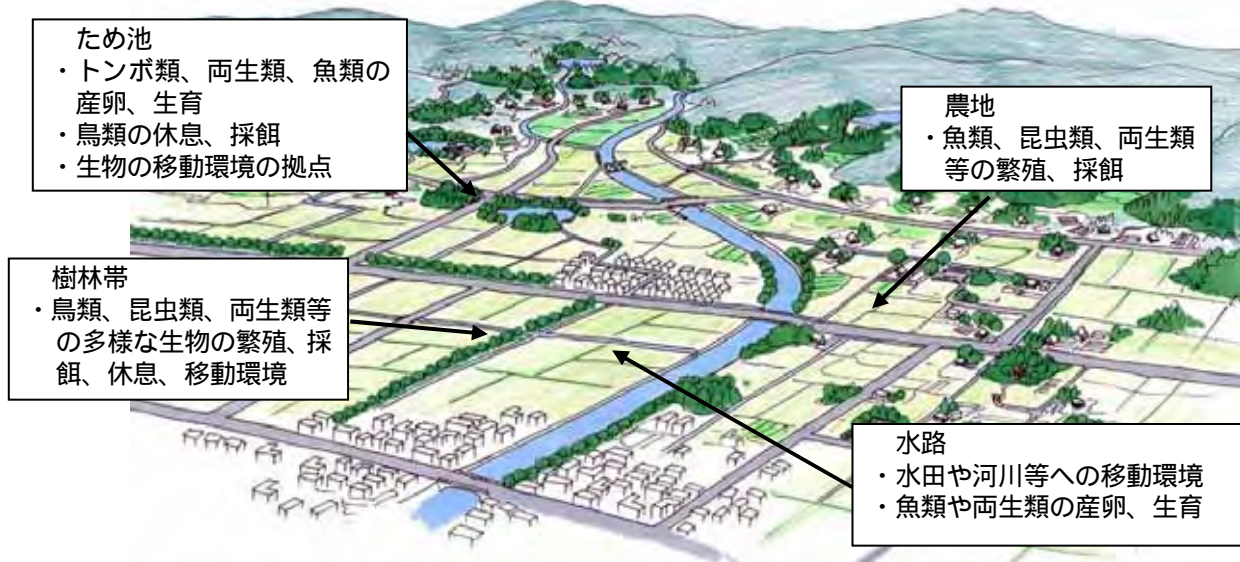 ため池
・トンボ類、両生類、魚類の
産卵、生育
・鳥類の休息、採餌
・生物の移動環境の拠点
農地
・魚類、昆虫類、両生類
等の繁殖、採餌
樹林帯
・鳥類、昆虫類、両生類等
の多様な生物の繁殖、採
餌、休息、移動環境
水路
・水田や河川等への移動環境
・魚類や両生類の産卵、生育